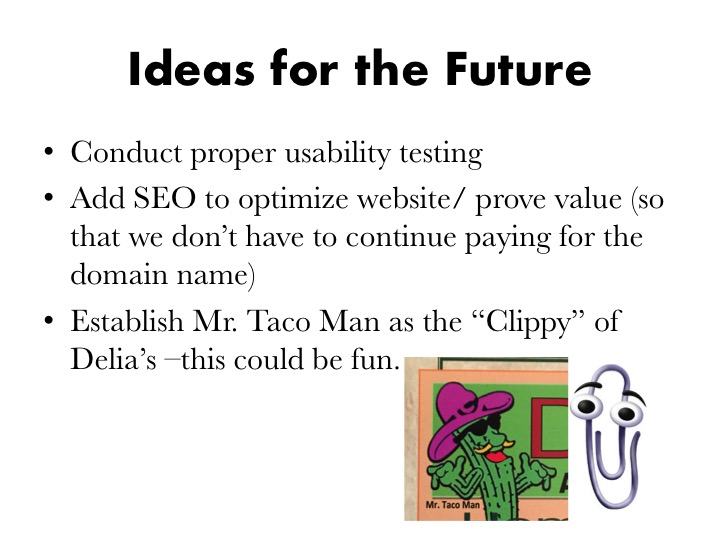 Ideas for the Future
• Conduct proper usability testing
• Add SEO to optimize website/ prove value (so
that we don’t have to continue paying for the
domain name)
• Establish Mr. Taco Man as the “Clippy” of
Delia’s –this could be fun.
Mr. Taco Man